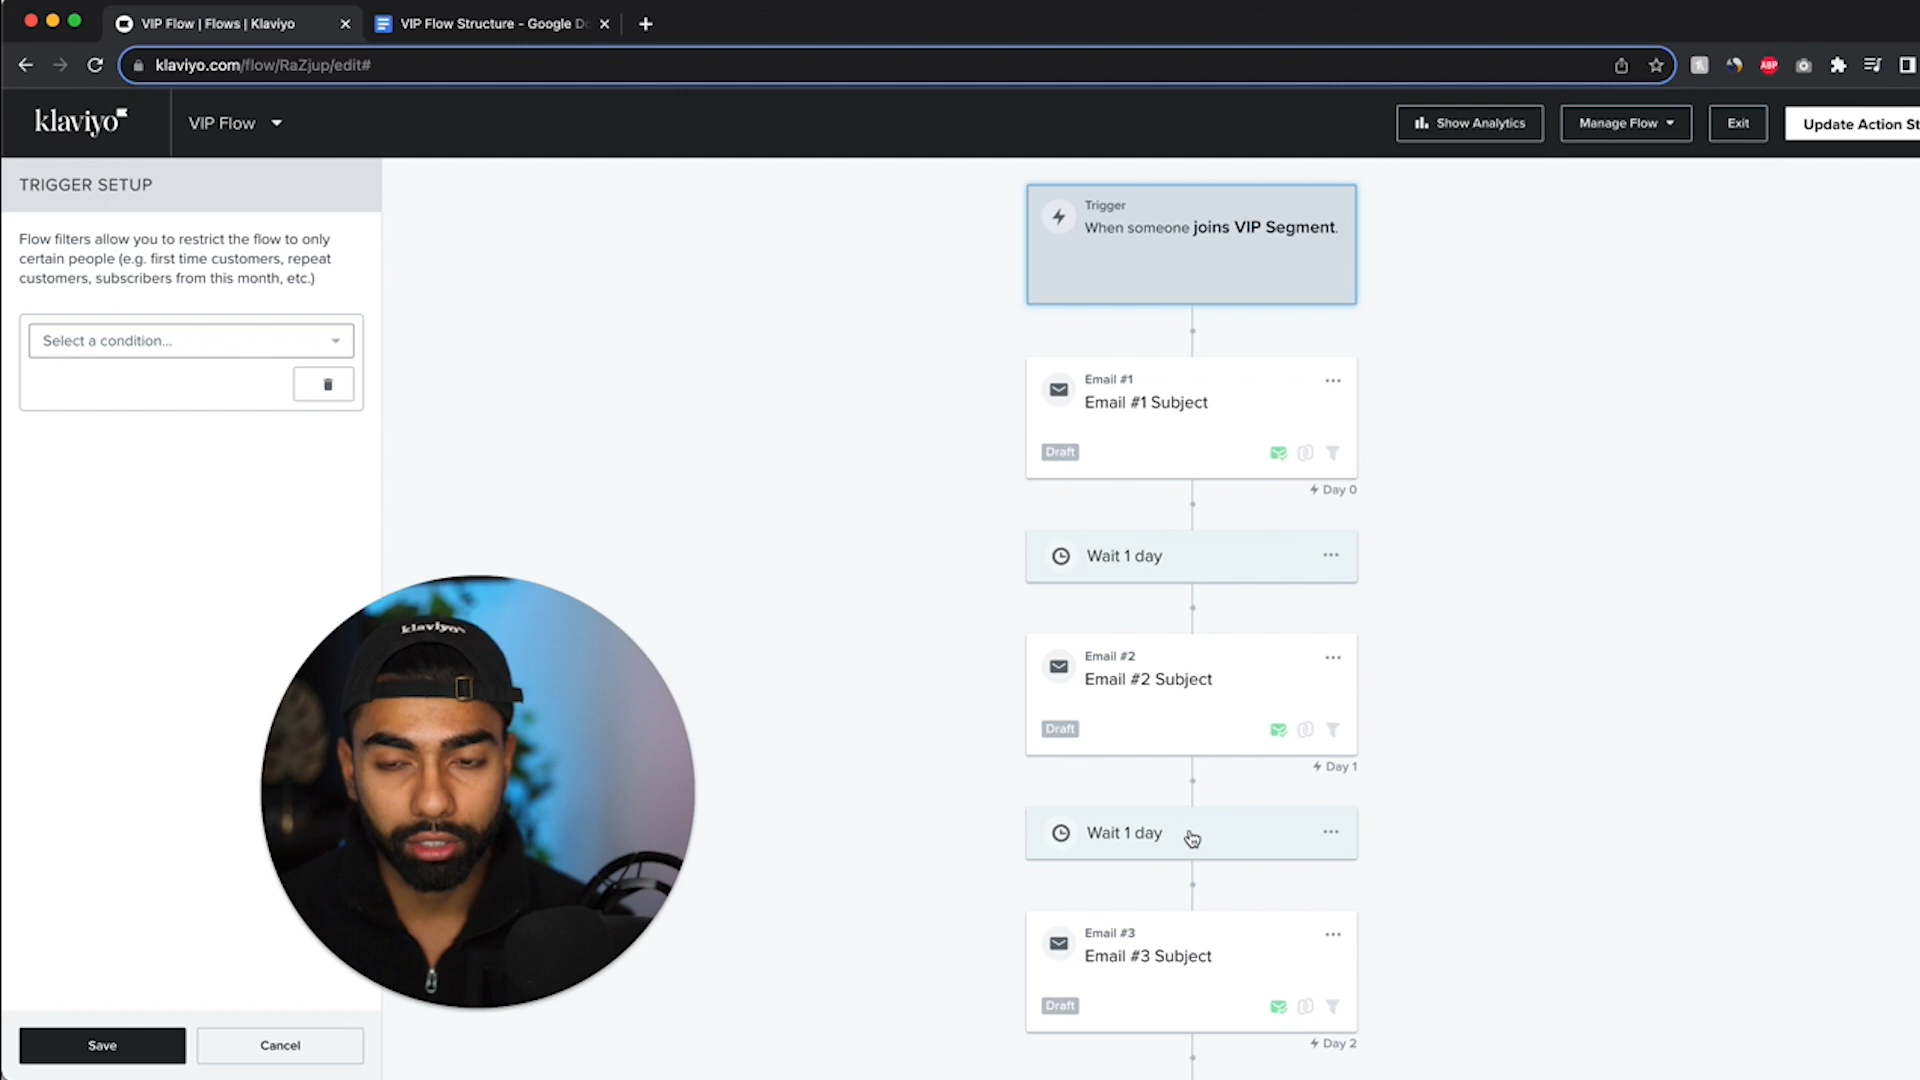 VIP Flow | Flows | Klaviyo
VIP Flow Structure - Google Do
klaviyo.com/flow/RaZjup/edit#
ABP
klaviyo
VIP Flow
Show Analytics
Manage Flow
Exit
Update Action St
TRIGGER SETUP
Flow filters allow you to restrict the flow to only
certain people (e.g. first time customers, repeat
customers, subscribers from this month, etc.)
Select a condition...
Save
Cancel
klaviyo
Trigger
When someone joins VIP Segment.
Email #1
Email #1 Subject
Draft
Day 0
Wait 1 day
Email #2
Email #2 Subject
Draft
Day 1
Wait 1 day
Email #3
Email #3 Subject
Draft
Day 2